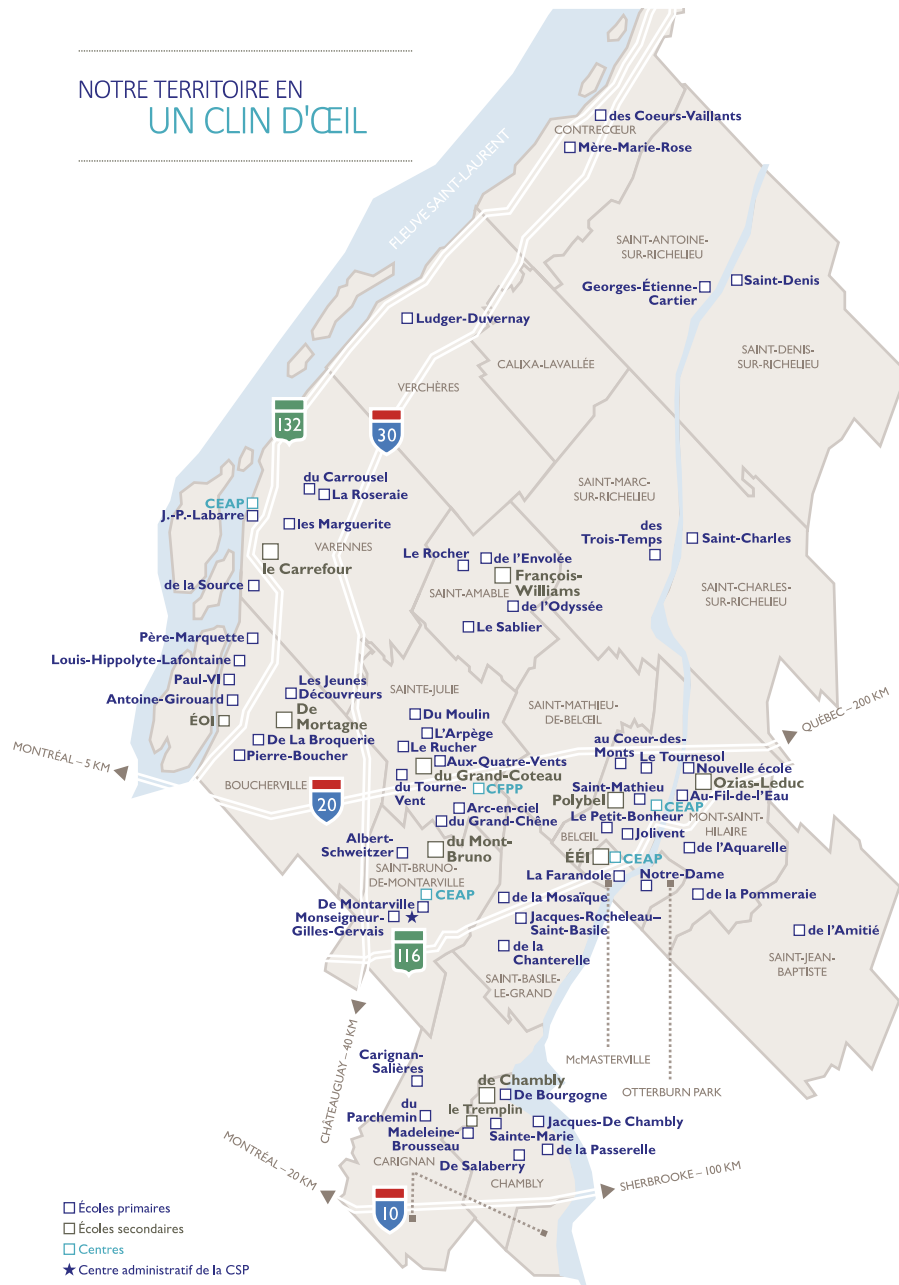 NOTRE TERRITOIRE EN
UN CLIN D'ŒIL
des Coeurs-Vaillants
CONTRECŒUR
Mère-Marie-Rose
FLEUVE SAINT-LAURENT
SAINT-ANTOINE-
SUR-RICHELIEU
Georges-Étienne-
Cartier
Saint-Denis
Ludger-Duvernay
SAINT-DENIS-
SUR-RICHELIEU
CALIXA-LAVALLÉE
VERCHÈRES
132
30
du Carrousel
La Roseraie
CEAP
J.-P.-Labarre
les Marguerite
VARENNES
le Carrefour
de la Source
SAINT-MARC-
SUR-RICHELIEU
des
Trois-Temps
Saint-Charles
SAINT-CHARLES-
SUR-RICHELIEU
Le Rocher
de l'Envolée
François-
Williams
SAINT-AMABLE
de l'Odyssée
Le Sablier
Père-Marquette
Louis-Hippolyte-Lafontaine
Paul-VI
Antoine-Girouard
ÉOI
Les Jeunes
Découvreurs
De
Mortagne
De La Broquerie
Pierre-Boucher
MONTRÉAL – 5 KM
BOUCHERVILLE
20
SAINTE-JULIE
Du Moulin
L'Arpège
Le Rucher
Aux-Quatre-Vents
du Grand-Coteau
du Tourne-
Vent
CFPP
Arc-en-ciel
du Grand-Chêne
SAINT-MATHIEU-
DE-BELŒIL
QUÉBEC – 200 KM
au Coeur-des-
Monts
Le Tournesol
Nouvelle école
Ozias-Leduc
Saint-Mathieu
Polybel
Au-Fil-de-l'Eau
CEAP
Le Petit-Bonheur
MONT-SAINT-
HILAIRE
BELŒIL
Jolivent
de l'Aquarelle
ÉÉI
CEAP
La Farandole
Notre-Dame
de la Pommeraie
Albert-
Schweitzer
du Mont-
Bruno
SAINT-BRUNO-
DE-MONTARVILLE
CEAP
De Montarville
Monseigneur-
Gilles-Gervais
116
de la Mosaïque
Jacques-Rocheleau–
Saint-Basile
de la
Chanterelle
SAINT-BASILE-
LE-GRAND
de l'Amitié
SAINT-JEAN-
BAPTISTE
McMASTERVILLE
OTTERBURN PARK
CHÂTEAUGUAY – 40 KM
Carignan-
Salières
de Chambly
De Bourgogne
du
Parchemin
le Tremplin
Madeleine-
Brousseau
Sainte-Marie
Jacques-De Chambly
de la Passerelle
De Salaberry
CARIGNAN
CHAMBLY
MONTRÉAL – 20 KM
SHERBROOKE – 100 KM
10
Écoles primaires
Écoles secondaires
Centres
Centre administratif de la CSP